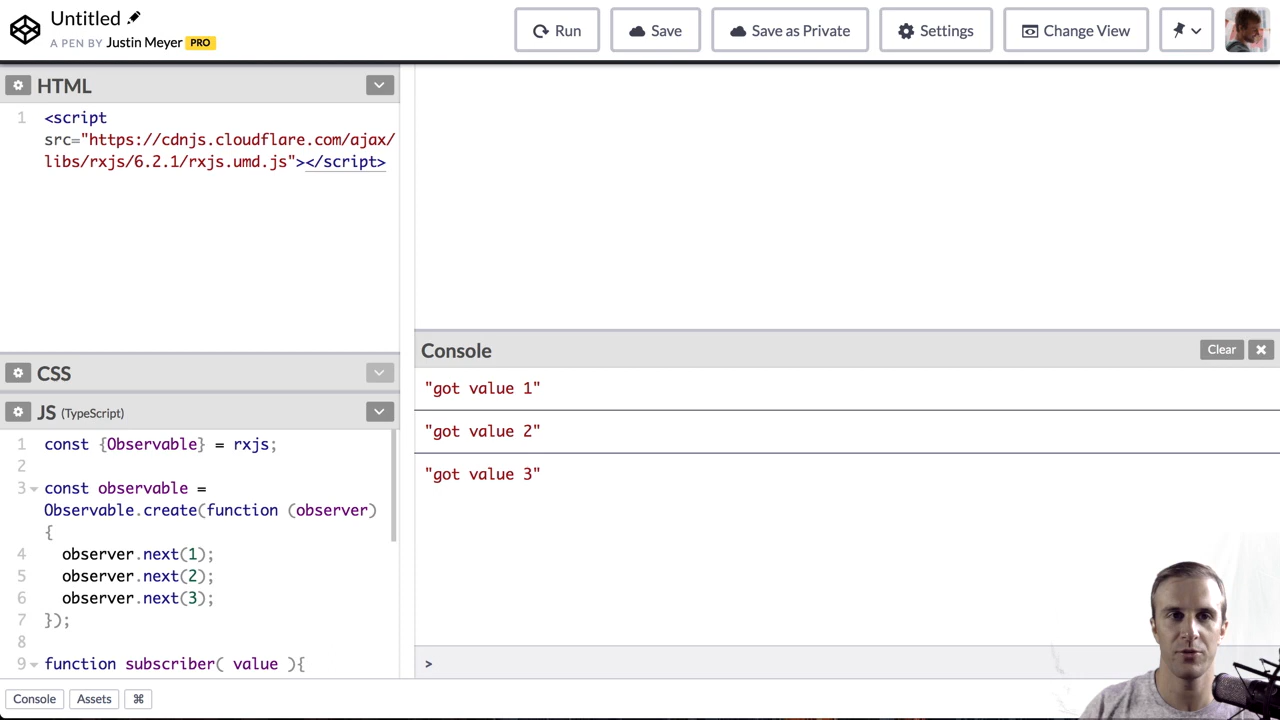 Untitled
A PEN BY Justin Meyer PRO
Run
Save
Save as Private
Settings
Change View
HTML
1 <script
src="https://cdnjs.cloudflare.com/ajax/
libs/rxjs/6.2.1/rxjs.umd.js"></script>
CSS
JS (TypeScript)
1 const {Observable} = rxjs;
2
3 const observable =
Observable.create(function (observer)
{
4 observer.next(1);
5 observer.next(2);
6 observer.next(3);
7 });
8
9 function subscriber( value ){
Console
Clear
"got value 1"
"got value 2"
"got value 3"
>
Console
Assets
⌘